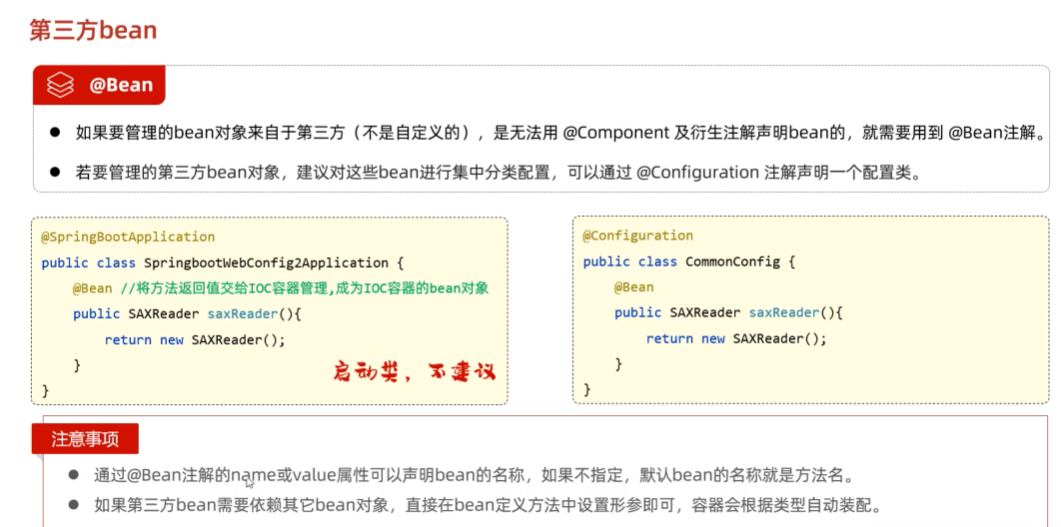 第三方bean
@Bean
● 如果要管理的bean对象来自于第三方（不是自定义的），是无法用 @Component 及衍生注解声明bean的，就需要用到 @Bean注解。
● 若要管理的第三方bean对象，建议对这些bean进行集中分类配置，可以通过 @Configuration 注解声明一个配置类。
@SpringBootApplication
public class SpringbootWebConfig2Application {
@Bean //将方法返回值交给IOC容器管理,成为IOC容器的bean对象
public SAXReader saxReader(){
return new SAXReader();
}
}
启动类，不建议
@Configuration
public class CommonConfig {
@Bean
public SAXReader saxReader(){
return new SAXReader();
}
}
注意事项
● 通过@Bean注解的name或value属性可以声明bean的名称，如果不指定，默认bean的名称就是方法名。
● 如果第三方bean需要依赖其它bean对象，直接在bean定义方法中设置形参即可，容器会根据类型自动装配。